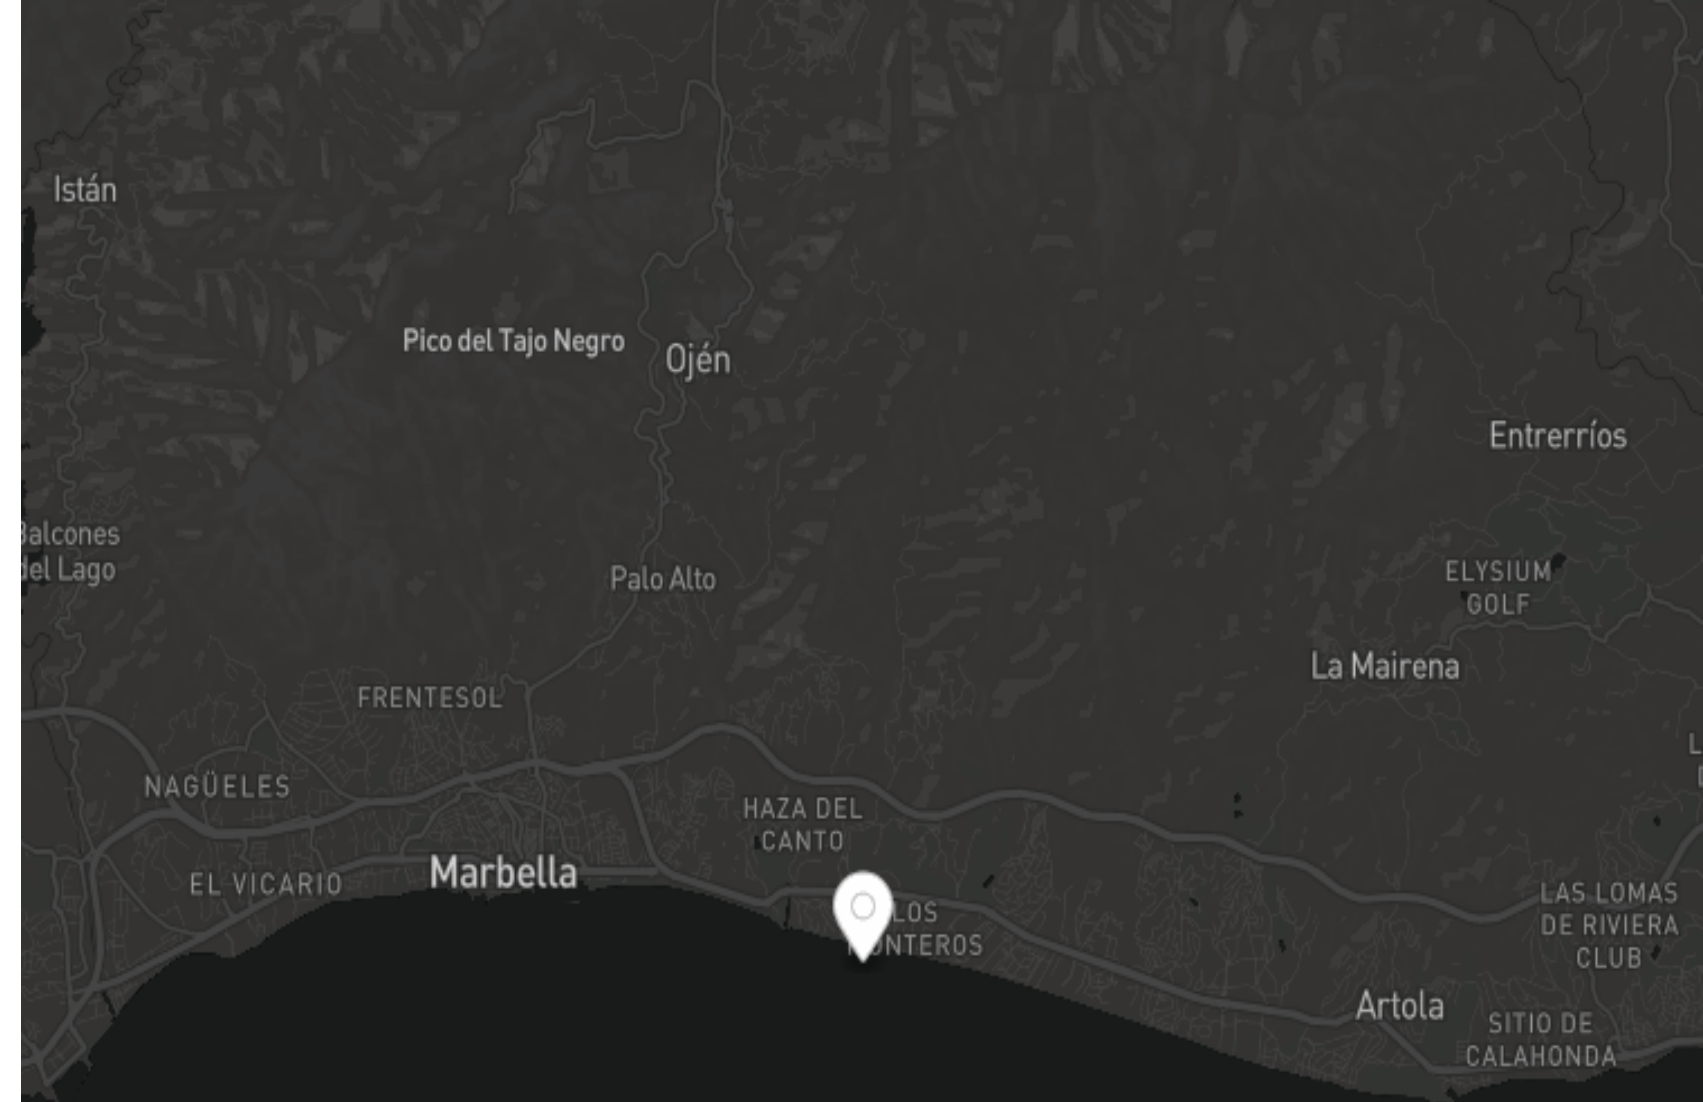 Istán
Pico del Tajo Negro
Ojén
Entrerríos
Balcones
del Lago
Palo Alto
ELYSIUM
GOLF
La Mairena
FRENTESOL
NAGÜELES
HAZA DEL
CANTO
Marbella
EL VICARIO
LOS
MONTEROS
LAS LOMAS
DE RIVIERA
CLUB
Artola
SITIO DE
CALAHONDA